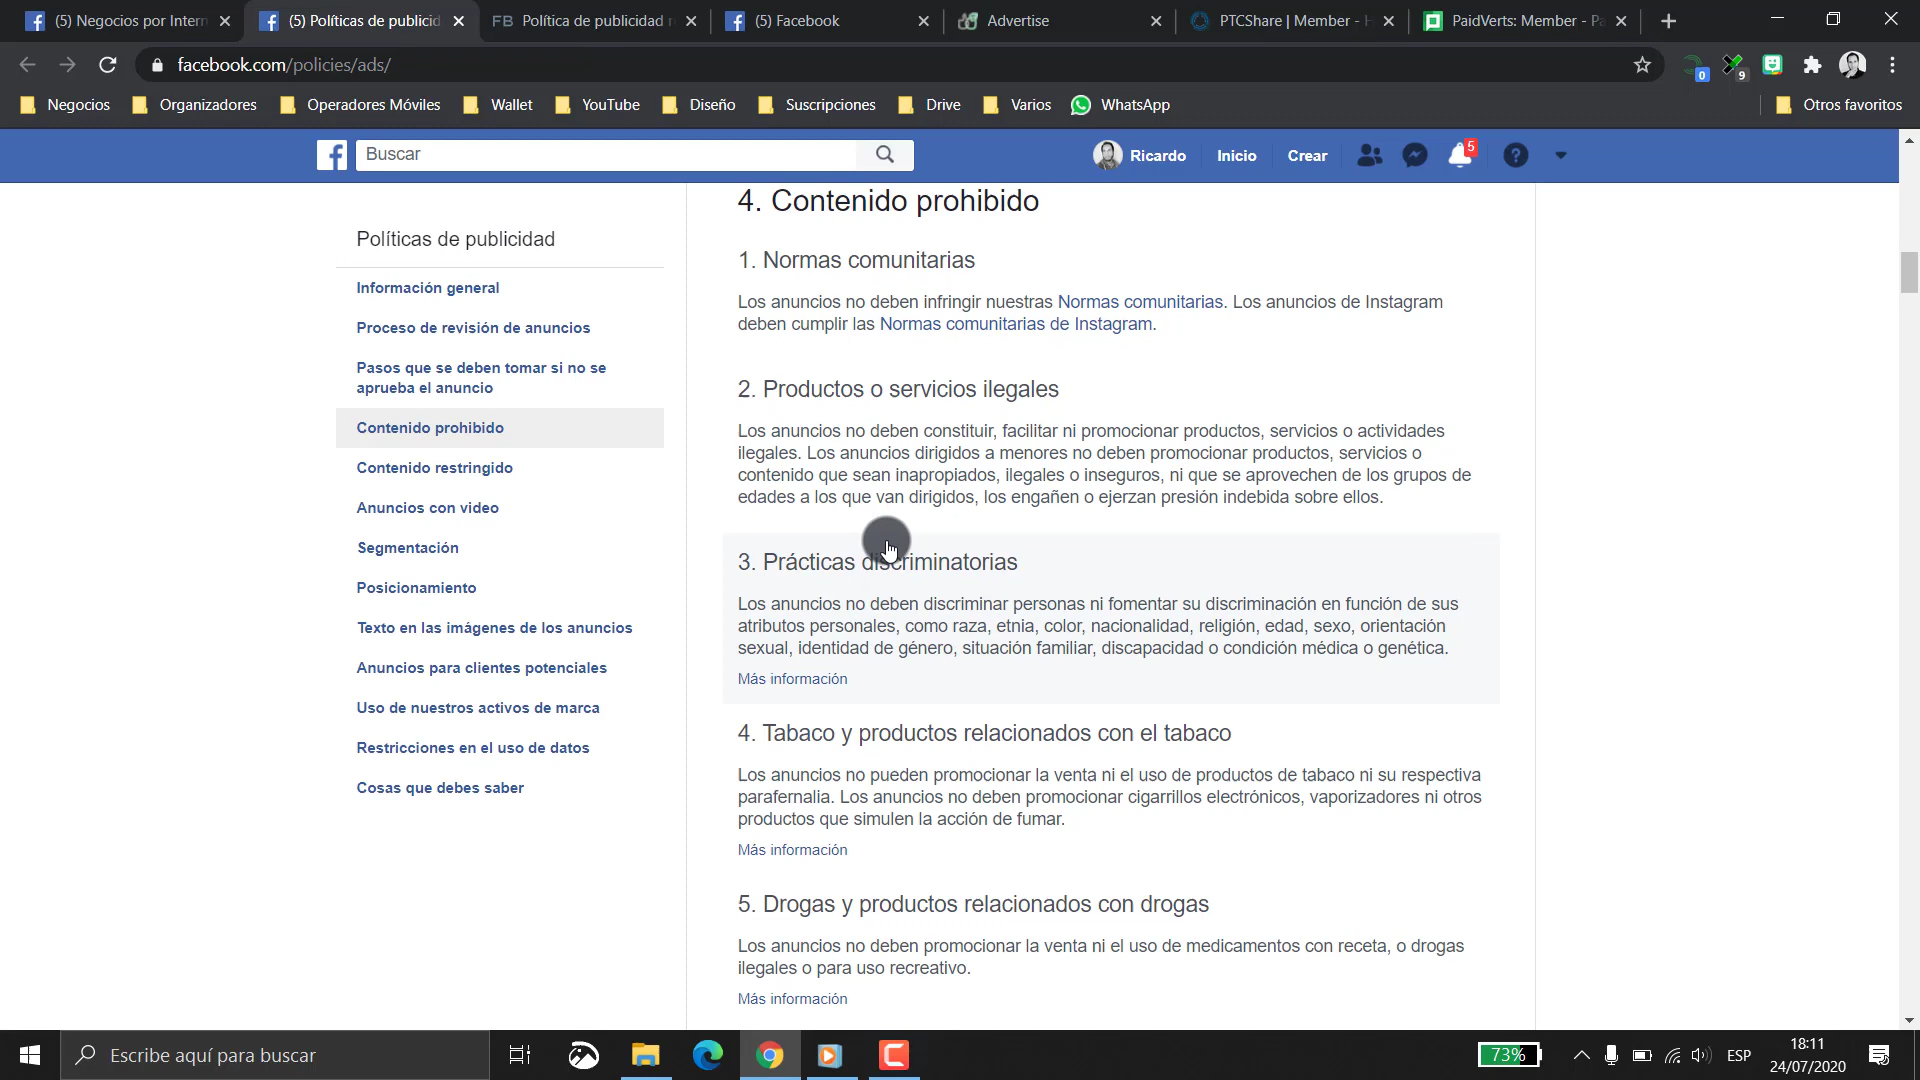 (5) Negocios por Intern
(5) Políticas de publicid
FB Política de publicidad
(5) Facebook
Advertise
PTCShare | Member -
PaidVerts: Member - Pa
facebook.com/policies/ads/
0
9
Negocios
Organizadores
Operadores Móviles
Wallet
YouTube
Diseño
Suscripciones
Drive
Varios
WhatsApp
Otros favoritos
Buscar
Ricardo
Inicio
Crear
5
Políticas de publicidad
Información general
Proceso de revisión de anuncios
Pasos que se deben tomar si no se
aprueba el anuncio
Contenido prohibido
Contenido restringido
Anuncios con video
Segmentación
Posicionamiento
Texto en las imágenes de los anuncios
Anuncios para clientes potenciales
Uso de nuestros activos de marca
Restricciones en el uso de datos
Cosas que debes saber
4. Contenido prohibido
1. Normas comunitarias
Los anuncios no deben infringir nuestras Normas comunitarias. Los anuncios de Instagram
deben cumplir las Normas comunitarias de Instagram.
2. Productos o servicios ilegales
Los anuncios no deben constituir, facilitar ni promocionar productos, servicios o actividades
ilegales. Los anuncios dirigidos a menores no deben promocionar productos, servicios o
contenido que sean inapropiados, ilegales o inseguros, ni que se aprovechen de los grupos de
edades a los que van dirigidos, los engañen o ejerzan presión indebida sobre ellos.
3. Prácticas discriminatorias
Los anuncios no deben discriminar personas ni fomentar su discriminación en función de sus
atributos personales, como raza, etnia, color, nacionalidad, religión, edad, sexo, orientación
sexual, identidad de género, situación familiar, discapacidad o condición médica o genética.
Más información
4. Tabaco y productos relacionados con el tabaco
Los anuncios no pueden promocionar la venta ni el uso de productos de tabaco ni su respectiva
parafernalia. Los anuncios no deben promocionar cigarrillos electrónicos, vaporizadores ni otros
productos que simulen la acción de fumar.
Más información
5. Drogas y productos relacionados con drogas
Los anuncios no deben promocionar la venta ni el uso de medicamentos con receta, o drogas
ilegales o para uso recreativo.
Más información
Escribe aquí para buscar
73%
ESP
18:11
24/07/2020